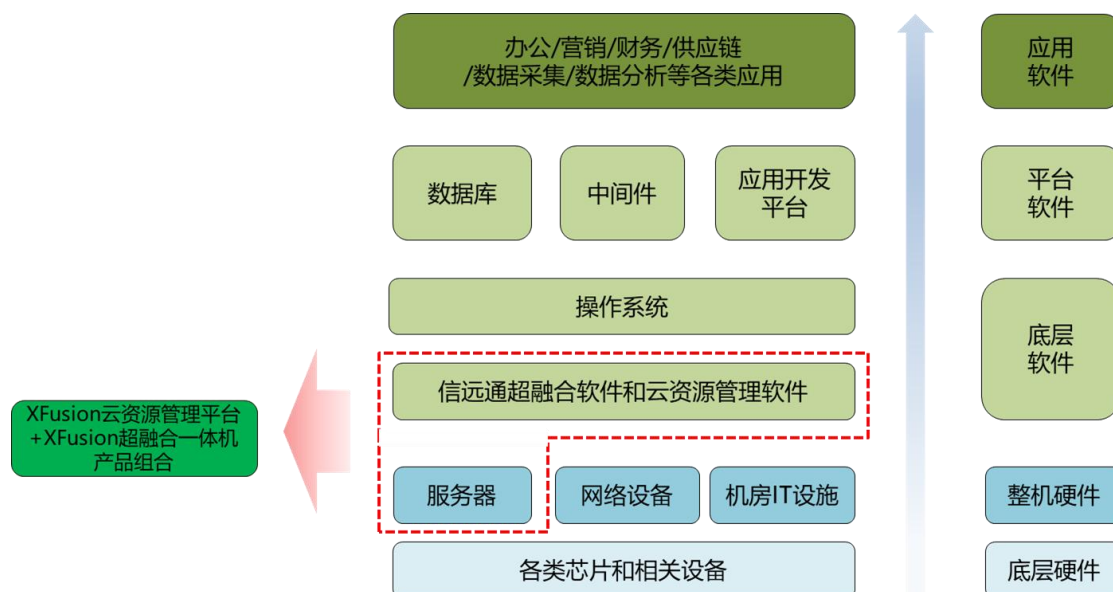 办公/营销/财务/供应链
/数据采集/数据分析等各类应用
应用
软件
数据库
中间件
应用开发
平台
平台
软件
操作系统
底层
软件
信远通超融合软件和云资源管理软件
XFusion云资源管理平台
+XFusion超融合一体机
产品组合
服务器
网络设备
机房IT设施
整机硬件
各类芯片和相关设备
底层硬件